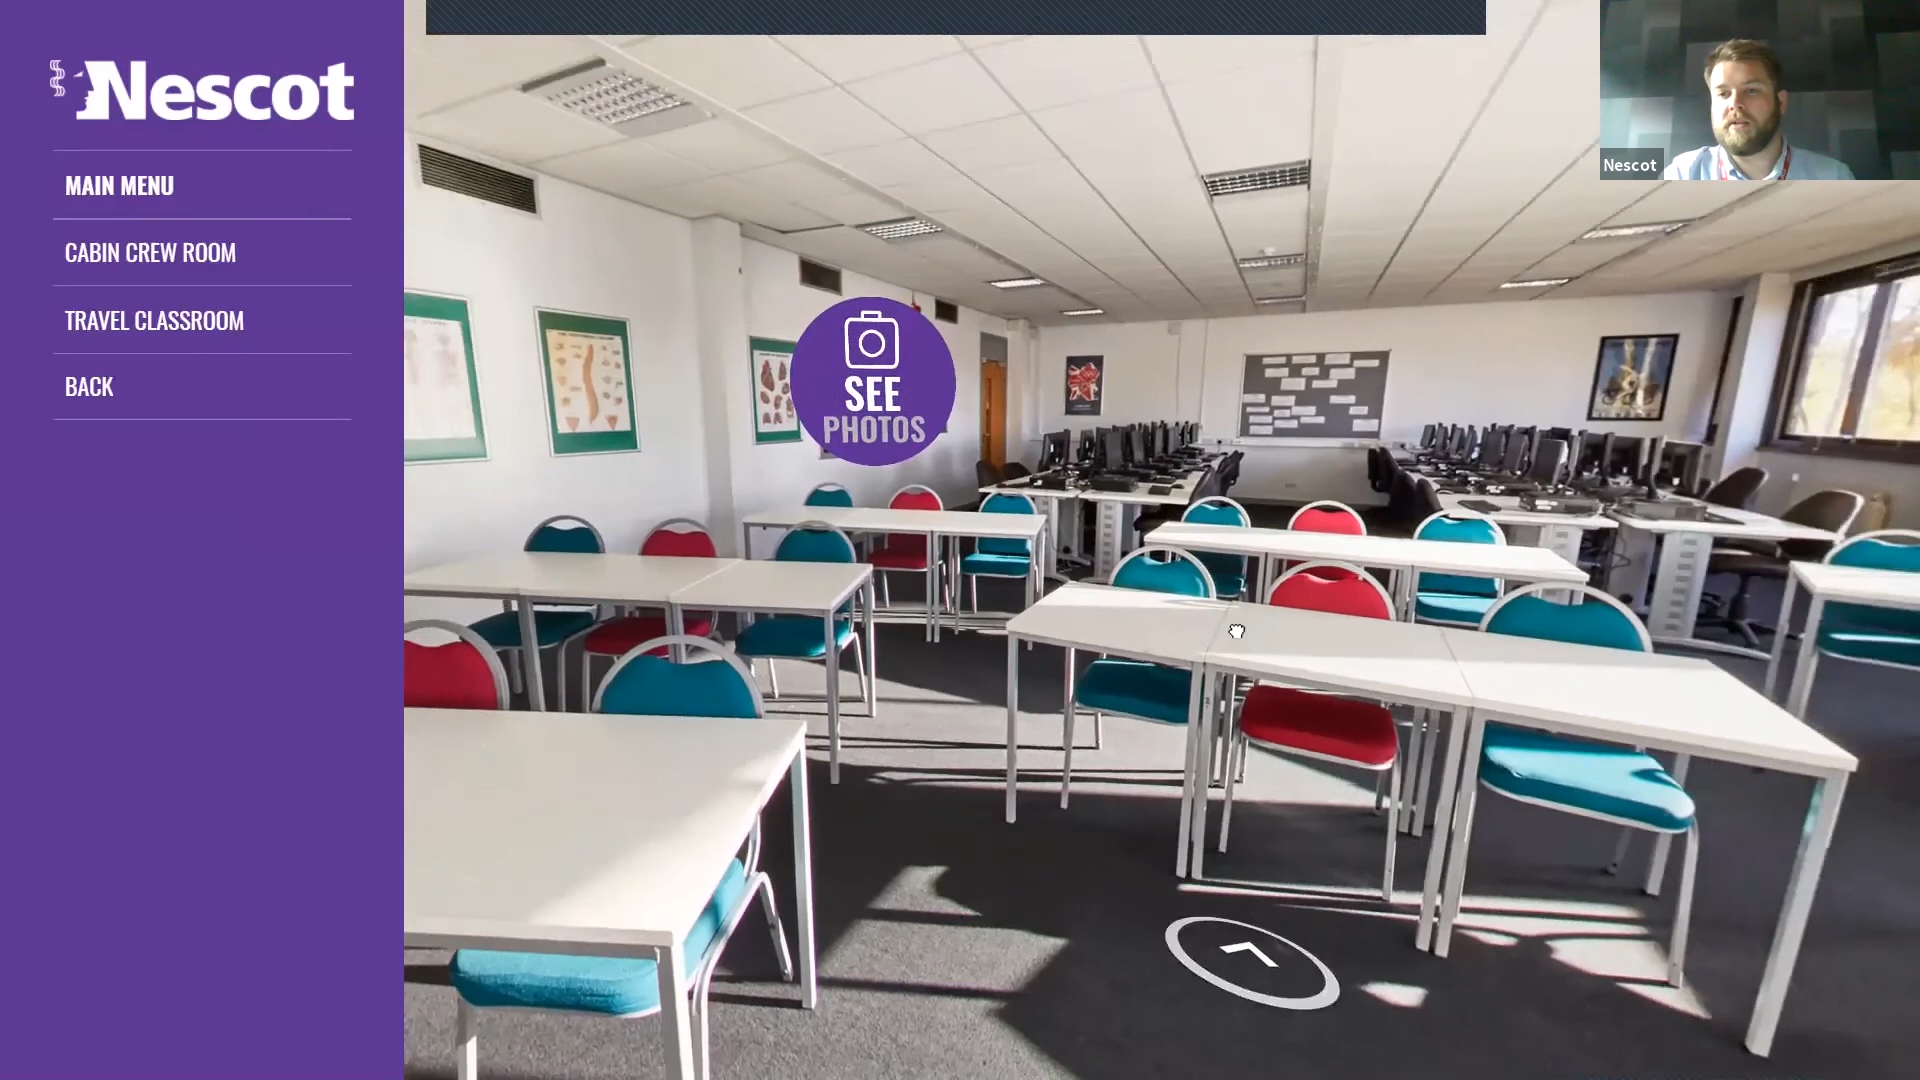 Nescot
MAIN MENU
CABIN CREW ROOM
TRAVEL CLASSROOM
BACK
SEE
PHOTOS
Nescot